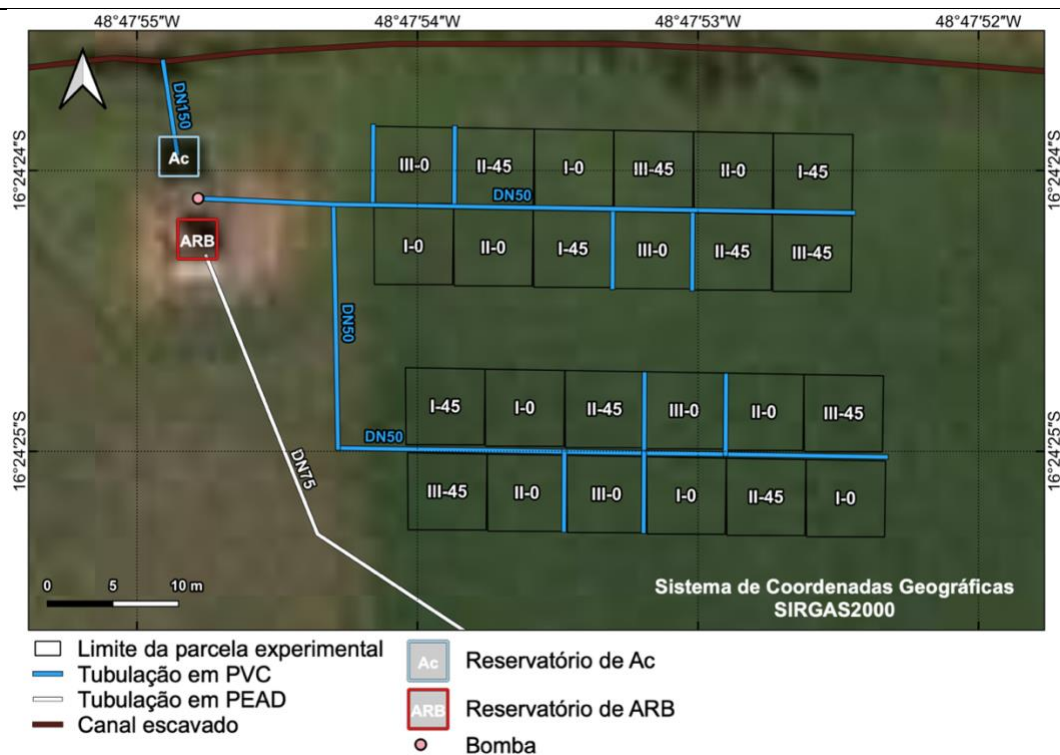 48°47'55"W 48°47'54"W 48°47'53"W 48°47'52"W
DN150
Ac
16°24'24"S 16°24'24"S
III-0 II-45 I-0 III-45 II-0 I-45
DN50
ARB
I-0 II-0 I-45 III-0 II-45 III-45
DN50
I-45 I-0 II-45 III-0 II-0 III-45
DN50
16°24'25"S 16°24'25"S
DN75
III-45 II-0 III-0 I-0 II-45 I-0
0 5 10 m
Sistema de Coordenadas Geográficas
SIRGAS2000
Limite da parcela experimental
Tubulação em PVC
Tubulação em PEAD
Canal escavado
Ac Reservatório de Ac
ARB Reservatório de ARB
Bomba